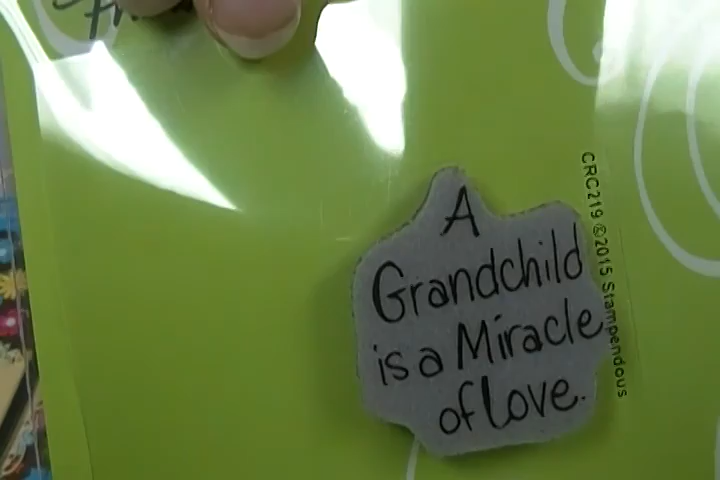 A
Grandchild
is a Miracle
of Love.
CRC219 ©2015 Stampendous